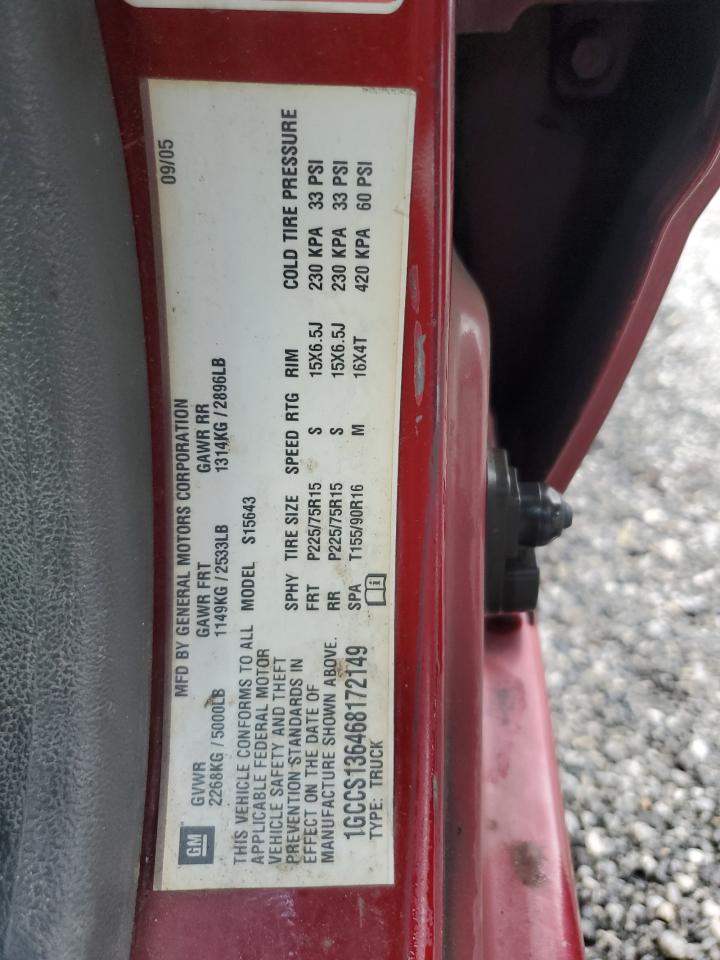 MFD BY GENERAL MOTORS CORPORATION 09/05
GM GVWR GAWR FRT GAWR RR
2268KG / 5000LB 1149KG / 2533LB 1314KG / 2896LB
THIS VEHICLE CONFORMS TO ALL MODEL S15643
APPLICABLE FEDERAL MOTOR
VEHICLE SAFETY AND THEFT
PREVENTION STANDARDS IN
EFFECT ON THE DATE OF
MANUFACTURE SHOWN ABOVE.
SPHY TIRE SIZE SPEED RTG RIM COLD TIRE PRESSURE
FRT P225/75R15 S 15X6.5J 230 KPA 33 PSI
RR P225/75R15 S 15X6.5J 230 KPA 33 PSI
SPA T155/90R16 M 16X4T 420 KPA 60 PSI
1GCCS136468172149
TYPE: TRUCK